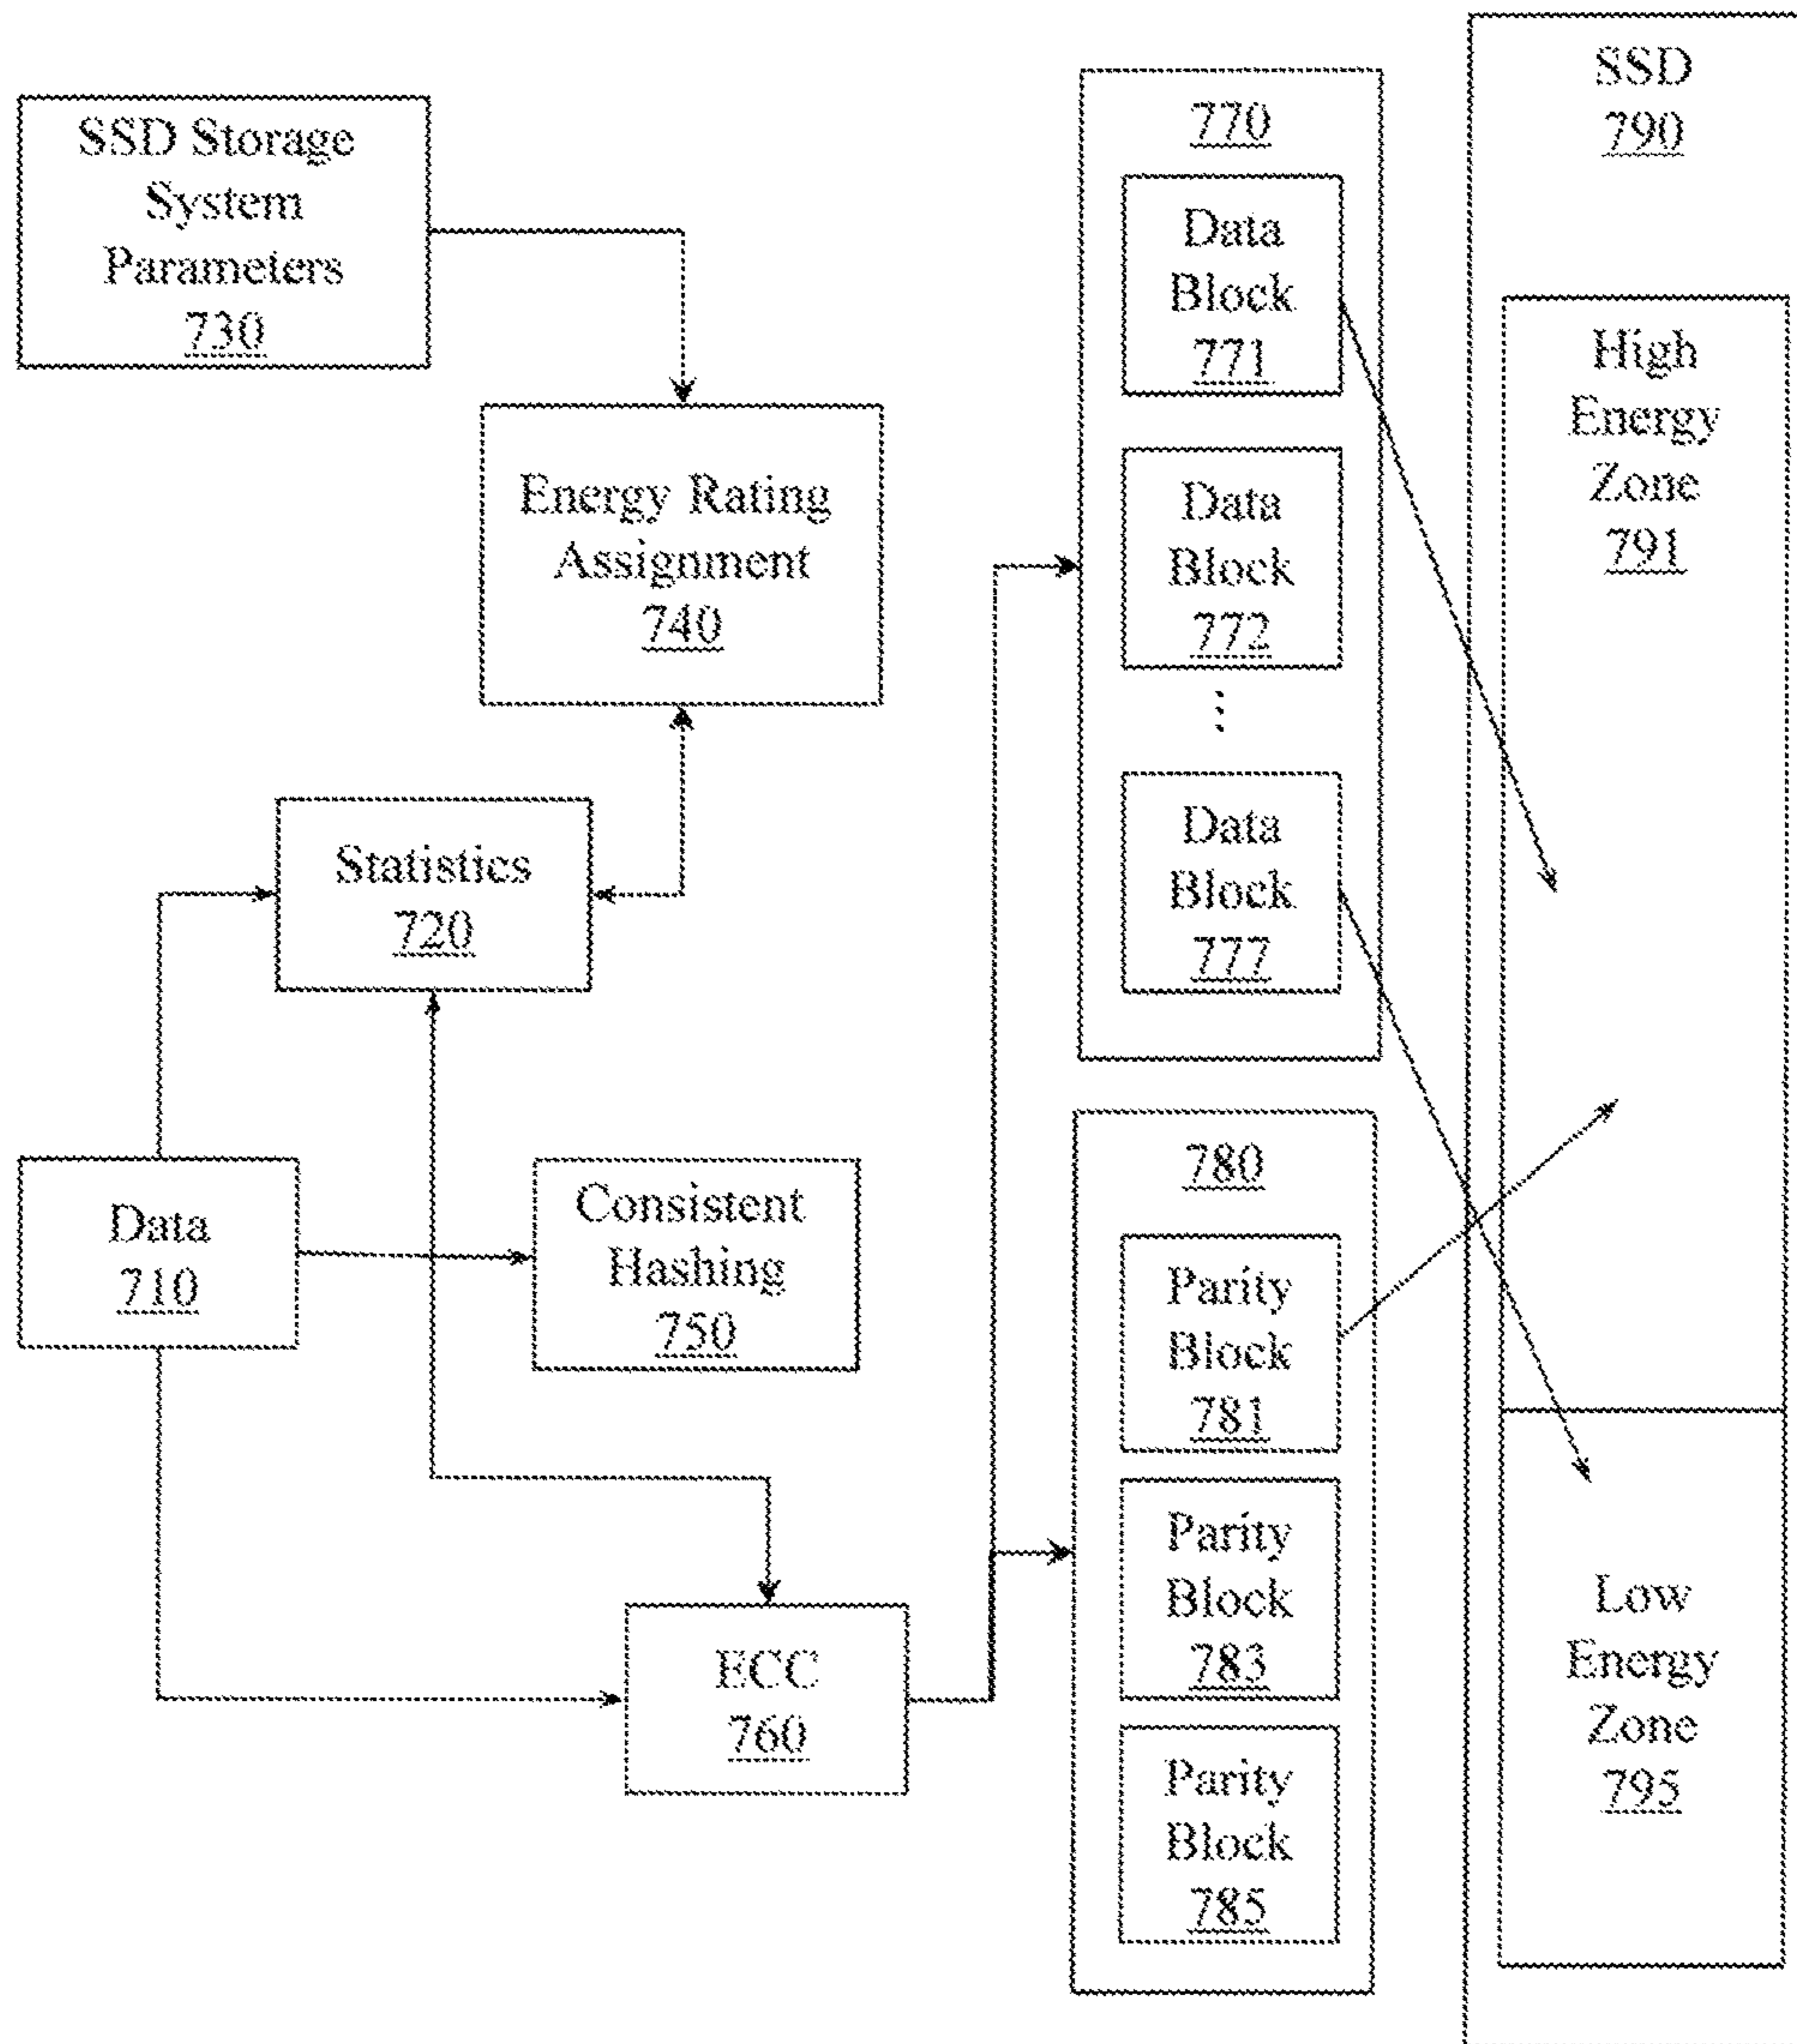 SSD Storage
System
Parameters
730
Energy Rating
Assignment
740
Statistics
720
Data
710
Consistent
Hashing
750
ECC
760
770
Data
Block
771
Data
Block
772
⋮
Data
Block
777
780
Parity
Block
781
Parity
Block
783
Parity
Block
785
SSD
790
High
Energy
Zone
791
Low
Energy
Zone
795